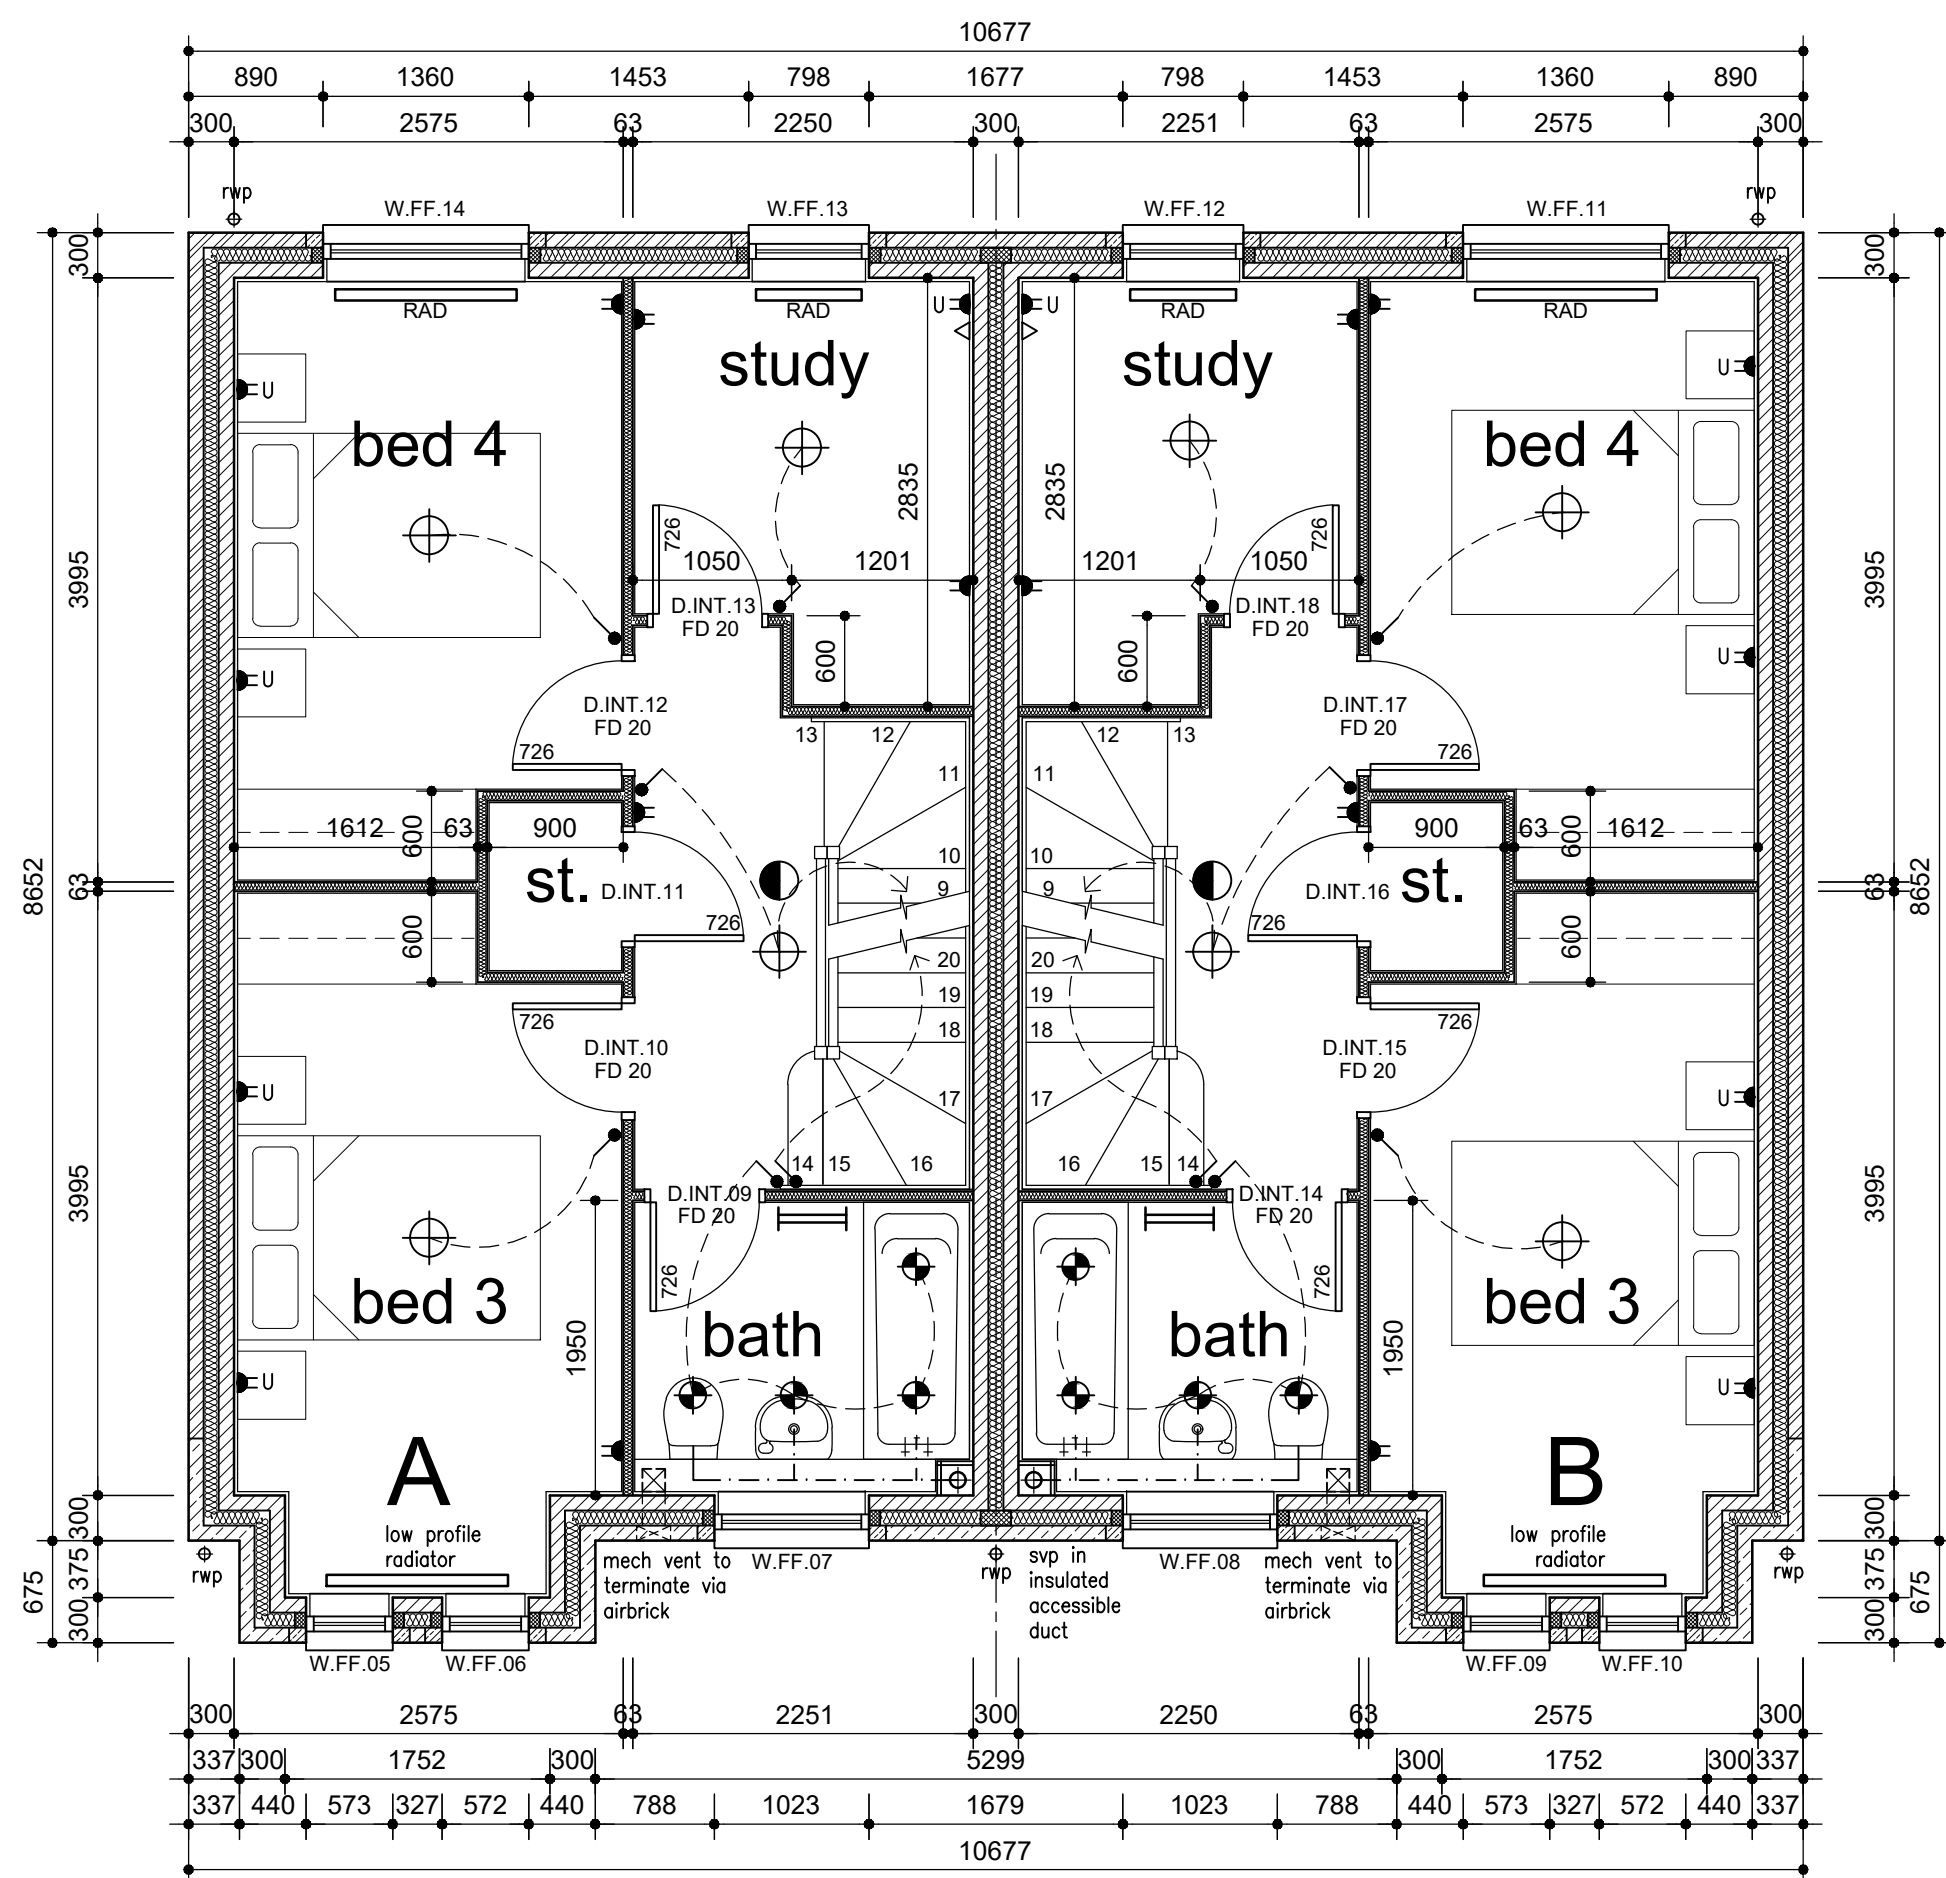 10677
890 1360 1453 798 1677 798 1453 1360 890
300 2575 63 2250 300 2251 63 2575 300
rwp rwp
W.FF.14 W.FF.13 W.FF.12 W.FF.11
300 300
RAD RAD U U RAD RAD
study study
U U
bed 4 bed 4
2835 2835
726 726
3995 1050 1201 1201 1050 3995
D.INT.13 D.INT.18
FD 20 FD 20
600 600
U U
D.INT.12 D.INT.17
FD 20 FD 20
13 12 12 13
726 726
11 11
1612 600 63 900 900 63 600 1612
10 10
8652 63 st. D.INT.11 9 9 D.INT.16 st. 63 8652
726 726
600 600
20 20
19 19
726 18 18 726
D.INT.10 D.INT.15
FD 20 FD 20
U 17 17 U
14 15 16 16 15 14
3995 D.INT.09 D.INT.14 3995
FD 20 FD 20
726 726
bed 3 bed 3
bath bath
1950 1950
U U
A B
300 300
low profile low profile
radiator radiator
rwp rwp rwp
W.FF.07 W.FF.08
mech vent to
terminate via
airbrick
svp in
insulated
accessible
duct
mech vent to
terminate via
airbrick
675 375 375 675
300 300
W.FF.05 W.FF.06 W.FF.09 W.FF.10
300 2575 63 2251 300 2250 63 2575 300
337 300 1752 300 5299 300 1752 300 337
337 440 573 327 572 440 788 1023 1679 1023 788 440 573 327 572 440 337
10677